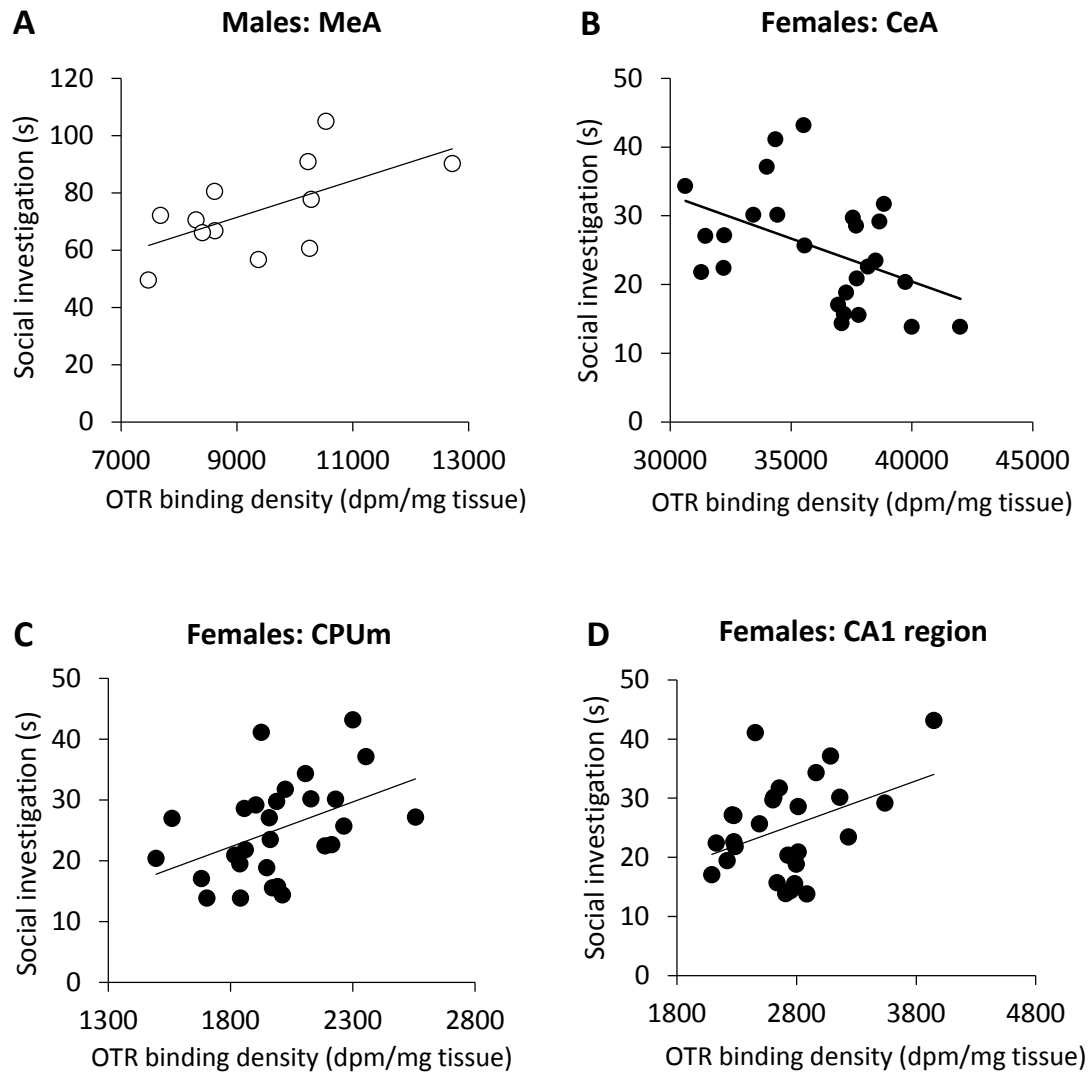 A
Males: MeA
Social investigation (s)
120
100
80
60
40
20
0
7000 9000 11000 13000
OTR binding density (dpm/mg tissue)
B
Females: CeA
Social investigation (s)
50
40
30
20
10
0
30000 35000 40000 45000
OTR binding density (dpm/mg tissue)
C
Females: CPUm
Social investigation (s)
50
40
30
20
10
0
1300 1800 2300 2800
OTR binding density (dpm/mg tissue)
D
Females: CA1 region
Social investigation (s)
50
40
30
20
10
0
1800 2800 3800 4800
OTR binding density (dpm/mg tissue)